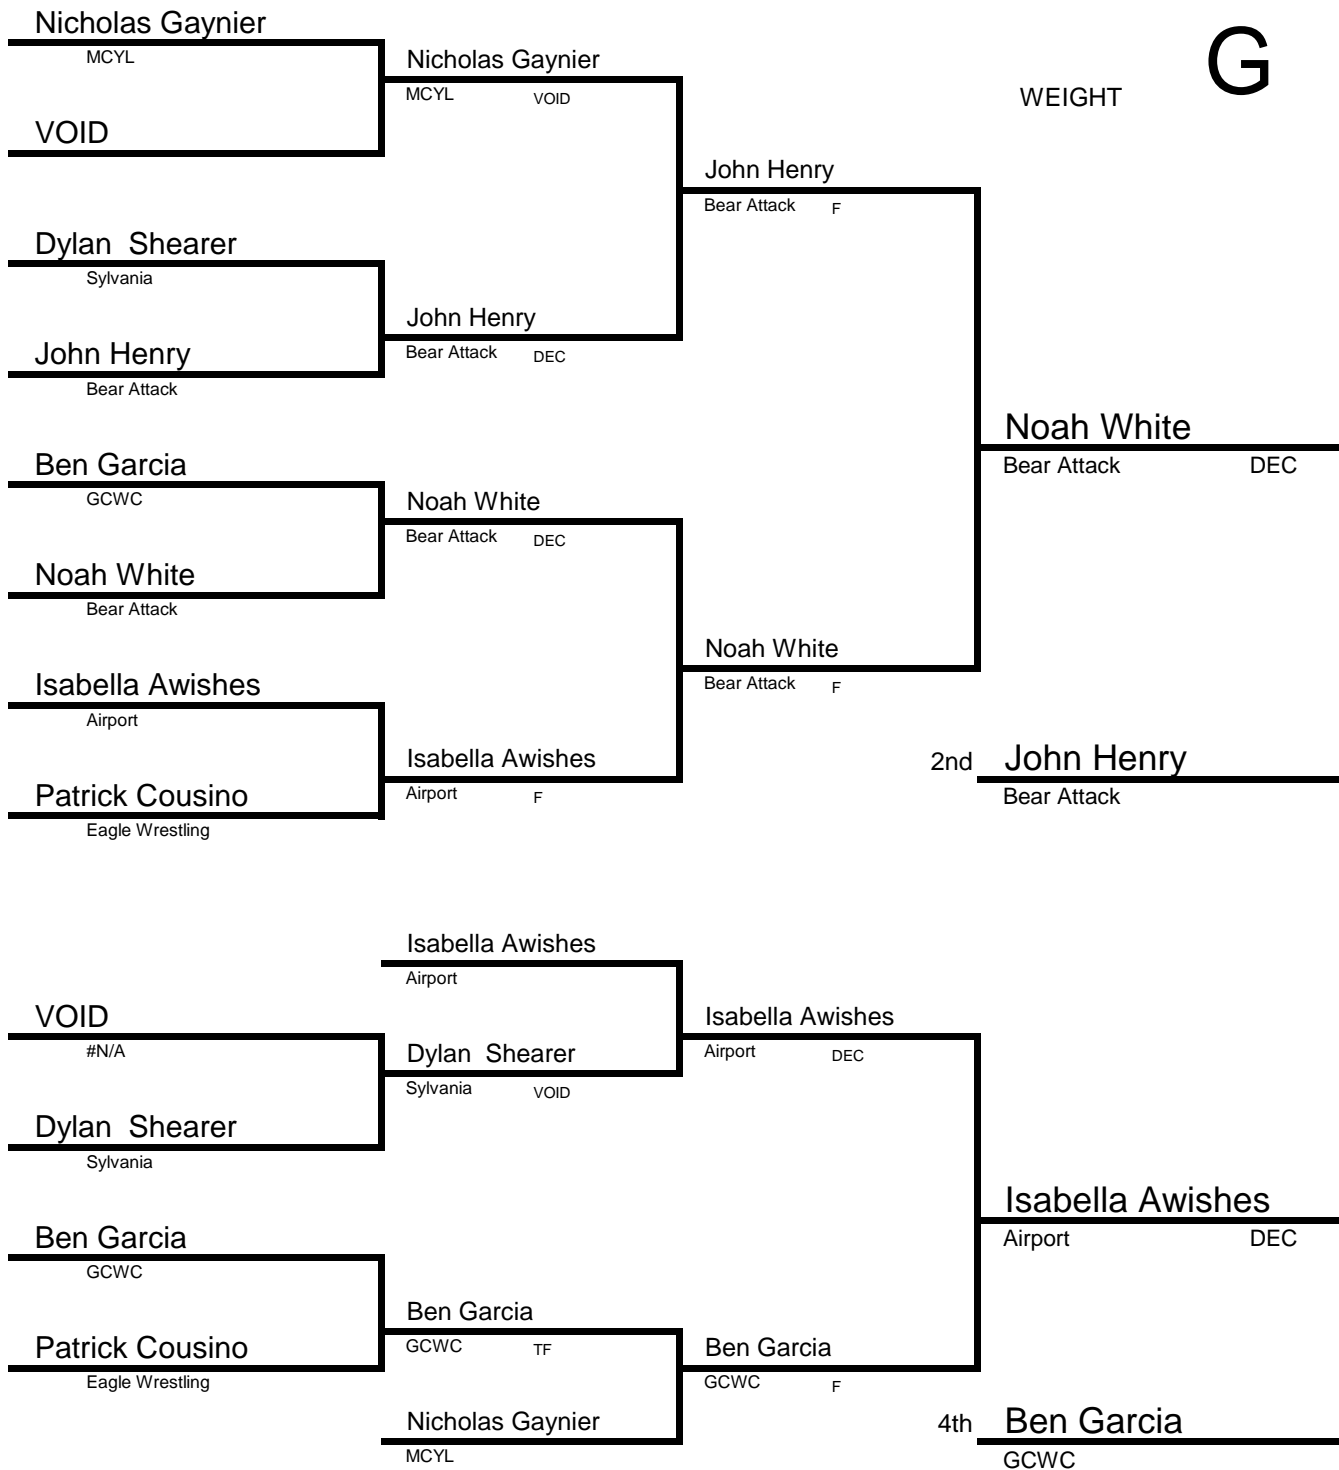 Nicholas Gaynier
MCYL
VOID
Dylan  Shearer
Sylvania
John Henry
Bear Attack
Ben Garcia
GCWC
Noah White
Bear Attack
Isabella Awishes
Airport
Patrick Cousino
Eagle Wrestling
Nicholas Gaynier
MCYL VOID
John Henry
Bear Attack DEC
Noah White
Bear Attack DEC
Isabella Awishes
Airport F
John Henry
Bear Attack F
Noah White
Bear Attack F
WEIGHT G
Noah White
Bear Attack DEC
2nd John Henry
Bear Attack
VOID
#N/A
Dylan  Shearer
Sylvania
Ben Garcia
GCWC
Patrick Cousino
Eagle Wrestling
Isabella Awishes
Airport
Dylan  Shearer
Sylvania VOID
Ben Garcia
GCWC TF
Nicholas Gaynier
MCYL
Isabella Awishes
Airport DEC
Ben Garcia
GCWC F
Isabella Awishes
Airport DEC
4th Ben Garcia
GCWC